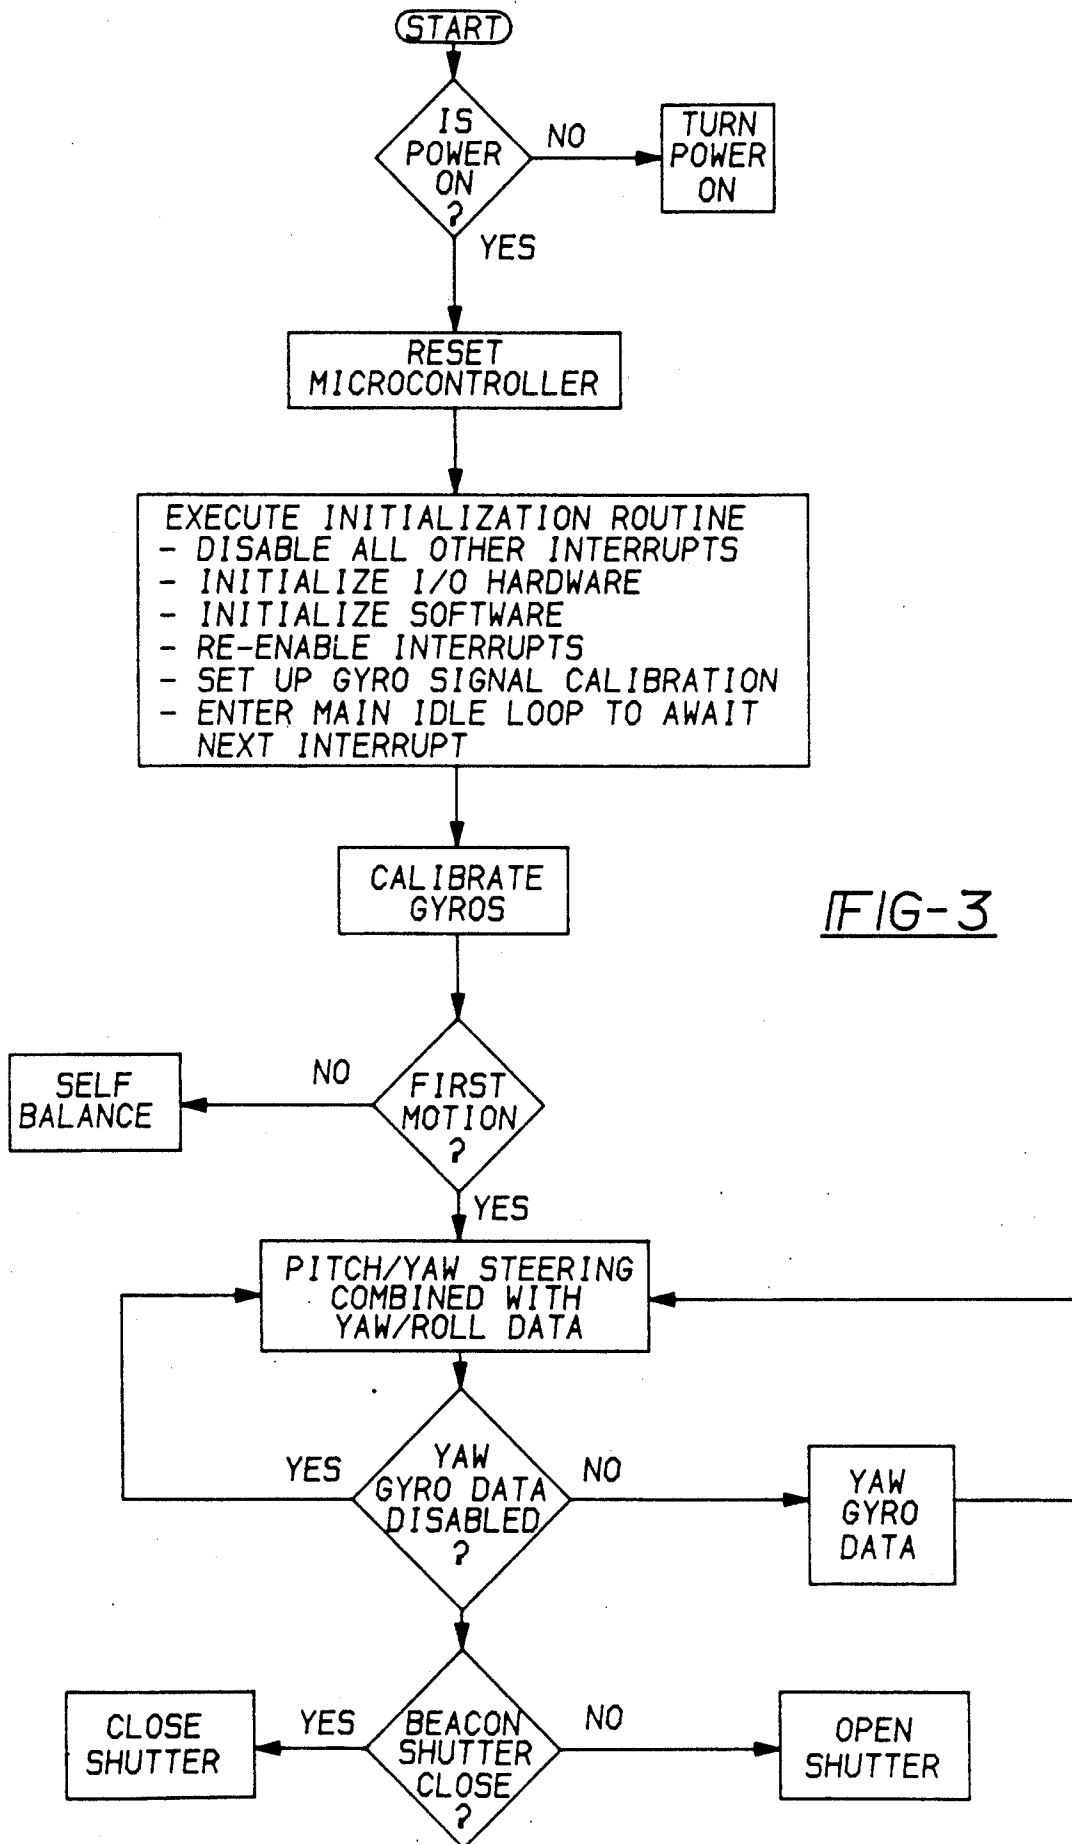 START
IS
POWER
ON
?
NO
TURN
POWER
ON
YES
RESET
MICROCONTROLLER
EXECUTE INITIALIZATION ROUTINE
- DISABLE ALL OTHER INTERRUPTS
- INITIALIZE I/O HARDWARE
- INITIALIZE SOFTWARE
- RE-ENABLE INTERRUPTS
- SET UP GYRO SIGNAL CALIBRATION
- ENTER MAIN IDLE LOOP TO AWAIT
NEXT INTERRUPT
CALIBRATE
GYROS
FIG-3
FIRST
MOTION
?
NO
SELF
BALANCE
YES
PITCH/YAW STEERING
COMBINED WITH
YAW/ROLL DATA
YAW
GYRO DATA
DISABLED
?
YES
NO
YAW
GYRO
DATA
BEACON
SHUTTER
CLOSE
?
YES
CLOSE
SHUTTER
NO
OPEN
SHUTTER